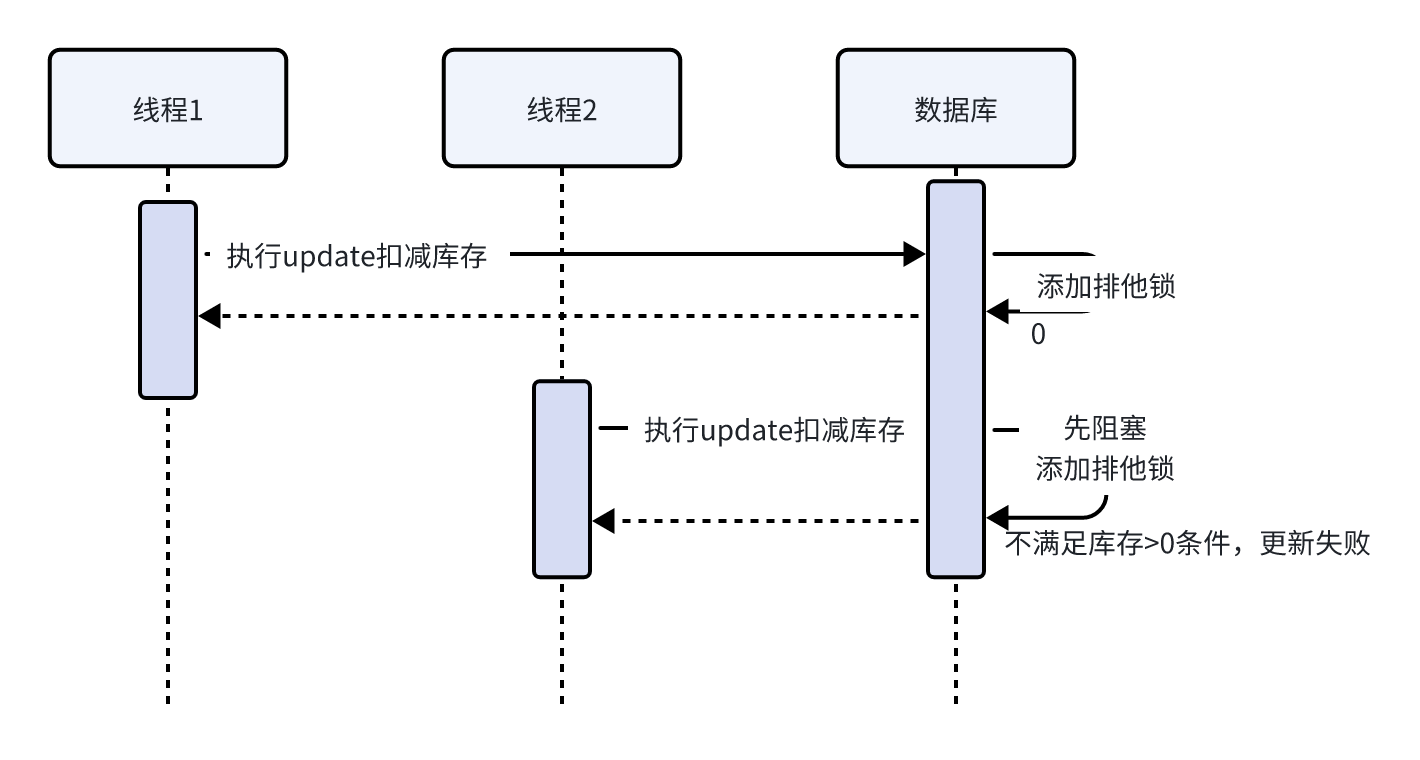 线程1
线程2
数据库
执行update扣减库存
添加排他锁
0
执行update扣减库存
先阻塞
添加排他锁
不满足库存>0条件，更新失败